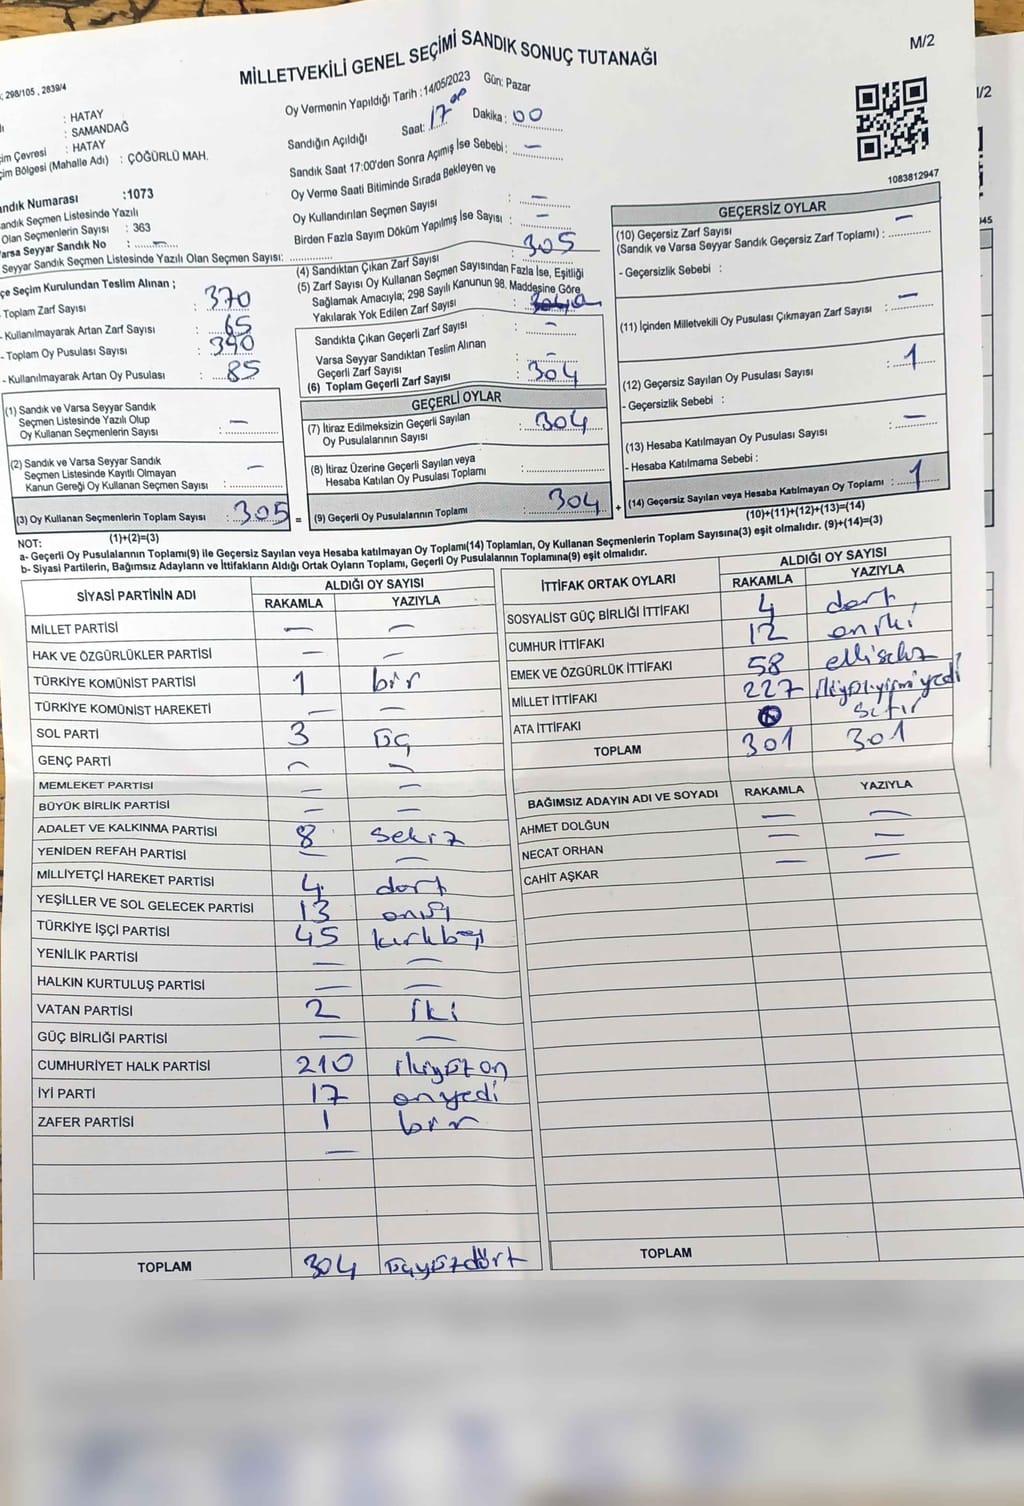 M/2
MİLLETVEKİLİ GENEL SEÇİMİ SANDIK SONUÇ TUTANAĞI
298/105 , 2839/4
: HATAY
: SAMANDAĞ
im Çevresi : HATAY
im Bölgesi (Mahalle Adı) : ÇÖĞÜRLÜ MAH.
Oy Vermenin Yapıldığı Tarih :14/05/2023 Gün: Pazar
Sandığın Açıldığı Saat: 17 00 Dakika: 00
Sandık Saat 17:00'den Sonra Açmış İse Sebebi: —
Oy Verme Saati Bitiminde Sırada Bekleyen ve
Oy Kullandırılan Seçmen Sayısı : —
Birden Fazla Sayım Döküm Yapılmış İse Sayısı : —
1083812947
/2
45
ndık Numarası :1073
andık Seçmen Listesinde Yazılı
Olan Seçmenlerin Sayısı : 363
Varsa Seyyar Sandık No : —
Seyyar Sandık Seçmen Listesinde Yazılı Olan Seçmen Sayısı:
çe Seçim Kurulundan Teslim Alınan ;
Toplam Zarf Sayısı : 370
- Kullanılmayarak Artan Zarf Sayısı : 65
- Toplam Oy Pusulası Sayısı : 390
- Kullanılmayarak Artan Oy Pusulası : 85
(4) Sandıktan Çıkan Zarf Sayısı : 305
(5) Zarf Sayısı Oy Kullanan Seçmen Sayısından Fazla İse, Eşitliği
Sağlamak Amacıyla; 298 Sayılı Kanunun 98. Maddesine Göre
Yakılarak Yok Edilen Zarf Sayısı :
Sandıkta Çıkan Geçerli Zarf Sayısı : —
Varsa Seyyar Sandıktan Teslim Alınan
Geçerli Zarf Sayısı : —
(6) Toplam Geçerli Zarf Sayısı : 304
GEÇERSİZ OYLAR
(10) Geçersiz Zarf Sayısı
(Sandık ve Varsa Seyyar Sandık Geçersiz Zarf Toplamı) : —
- Geçersizlik Sebebi :
(11) İçinden Milletvekili Oy Pusulası Çıkmayan Zarf Sayısı : —
(12) Geçersiz Sayılan Oy Pusulası Sayısı : 1
- Geçersizlik Sebebi :
(13) Hesaba Katılmayan Oy Pusulası Sayısı : —
- Hesaba Katılmama Sebebi :
(14) Geçersiz Sayılan veya Hesaba Katılmayan Oy Toplamı : 1
(10)+(11)+(12)+(13)=(14)
(1) Sandık ve Varsa Seyyar Sandık
Seçmen Listesinde Yazılı Olup
Oy Kullanan Seçmenlerin Sayısı : —
(2) Sandık ve Varsa Seyyar Sandık
Seçmen Listesinde Kayıtlı Olmayan
Kanun Gereği Oy Kullanan Seçmen Sayısı : —
(3) Oy Kullanan Seçmenlerin Toplam Sayısı : 305 =
(1)+(2)=(3)
GEÇERLİ OYLAR
(7) İtiraz Edilmeksizin Geçerli Sayılan
Oy Pusulalarının Sayısı : 304
(8) İtiraz Üzerine Geçerli Sayılan veya
Hesaba Katılan Oy Pusulası Toplamı :
(9) Geçerli Oy Pusulalarının Toplamı : 304 +
NOT:
a- Geçerli Oy Pusulaları Toplamı(9) ile Geçersiz Sayılan veya Hesaba katılmayan Oy Toplamı(14) Toplamları, Oy Kullanan Seçmenlerin Toplam Sayısına(3) eşit olmalıdır. (9)+(14)=(3)
b- Siyasi Partilerin, Bağımsız Adayların ve İttifakların Aldığı Ortak Oyların Toplamı, Geçerli Oy Pusulalarının Toplamına(9) eşit olmalıdır.
SİYASİ PARTİNİN ADI ALDIĞI OY SAYISI
RAKAMLA YAZIYLA
MİLLET PARTİSİ — —
HAK VE ÖZGÜRLÜKLER PARTİSİ — —
TÜRKİYE KOMÜNİST PARTİSİ 1 bir
TÜRKİYE KOMÜNİST HAREKETİ — —
SOL PARTİ 3 üç
GENÇ PARTİ — —
MEMLEKET PARTİSİ — —
BÜYÜK BİRLİK PARTİSİ — —
ADALET VE KALKINMA PARTİSİ 8 sekiz
YENİDEN REFAH PARTİSİ — —
MİLLİYETÇİ HAREKET PARTİSİ 4 dört
YEŞİLLER VE SOL GELECEK PARTİSİ 13 onüç
TÜRKİYE İŞÇİ PARTİSİ 45 kırkbeş
YENİLİK PARTİSİ — —
HALKIN KURTULUŞ PARTİSİ — —
VATAN PARTİSİ 2 iki
GÜÇ BİRLİĞİ PARTİSİ — —
CUMHURİYET HALK PARTİSİ 210 ikiyüzon
İYİ PARTİ 17 onyedi
ZAFER PARTİSİ 1 bir
—
TOPLAM 304 üçyüzdört
İTTİFAK ORTAK OYLARI ALDIĞI OY SAYISI
RAKAMLA YAZIYLA
SOSYALİST GÜÇ BİRLİĞİ İTTİFAKI 4 dört
CUMHUR İTTİFAKI 12 oniki
EMEK VE ÖZGÜRLÜK İTTİFAKI 58 ellisekiz
MİLLET İTTİFAKI 227 ikiyüzyirmiyedi
ATA İTTİFAKI sıfır
TOPLAM 301 301
BAĞIMSIZ ADAYIN ADI VE SOYADI RAKAMLA YAZIYLA
AHMET DOLĞUN — —
NECAT ORHAN — —
CAHİT AŞKAR — —
TOPLAM